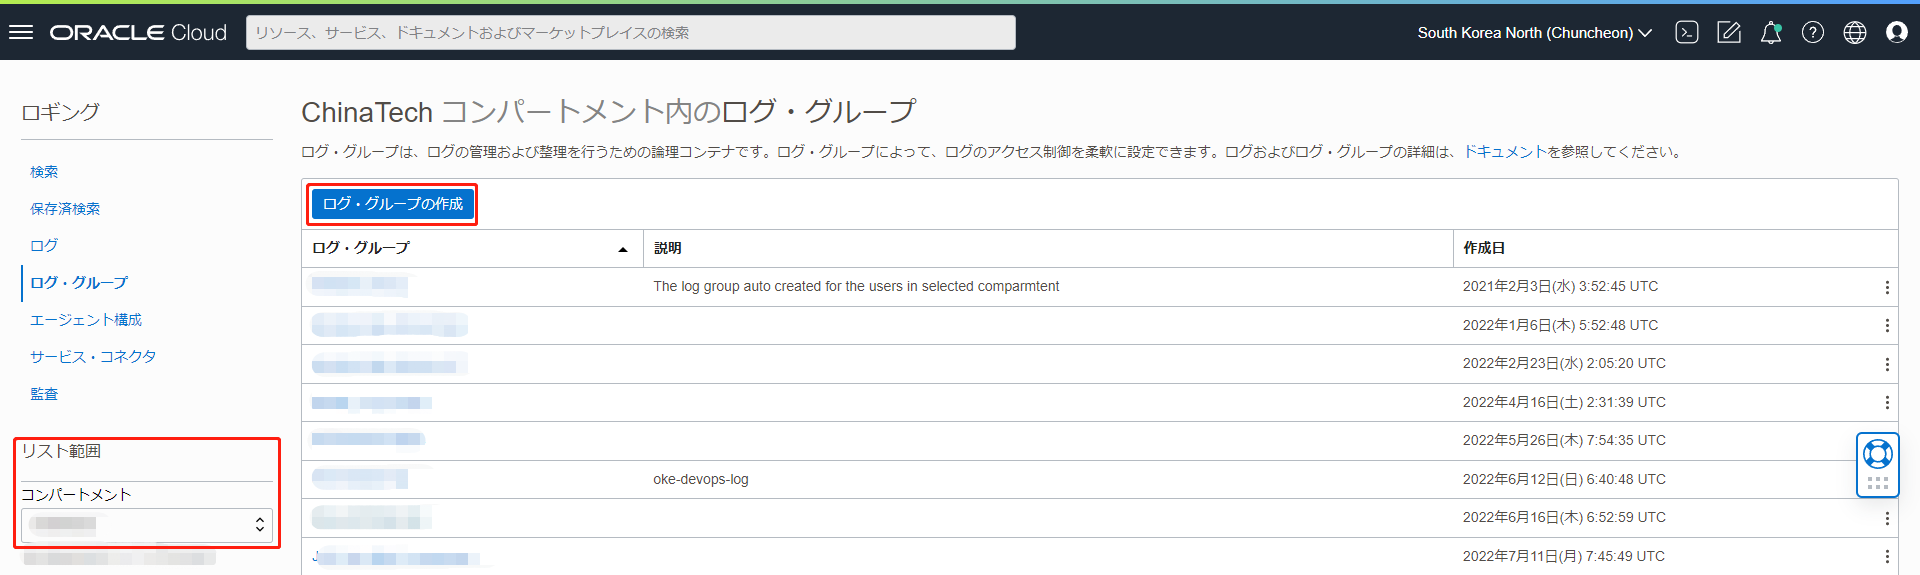 ORACLE Cloud
リソース、サービス、ドキュメントおよびマーケットプレイスの検索
South Korea North (Chuncheon)
ロギング
検索
保存済検索
ログ
ログ・グループ
エージェント構成
サービス・コネクタ
監査
リスト範囲
コンパートメント
ChinaTech コンパートメント内のログ・グループ
ログ・グループは、ログの管理および整理を行うための論理コンテナです。ログ・グループによって、ログのアクセス制御を柔軟に設定できます。ログおよびログ・グループの詳細は、ドキュメントを参照してください。
ログ・グループの作成
ログ・グループ 説明 作成日
The log group auto created for the users in selected comparmtent 2021年2月3日(水) 3:52:45 UTC
2022年1月6日(木) 5:52:48 UTC
2022年2月23日(水) 2:05:20 UTC
2022年4月16日(土) 2:31:39 UTC
2022年5月26日(木) 7:54:35 UTC
oke-devops-log 2022年6月12日(日) 6:40:48 UTC
2022年6月16日(木) 6:52:59 UTC
2022年7月11日(月) 7:45:49 UTC